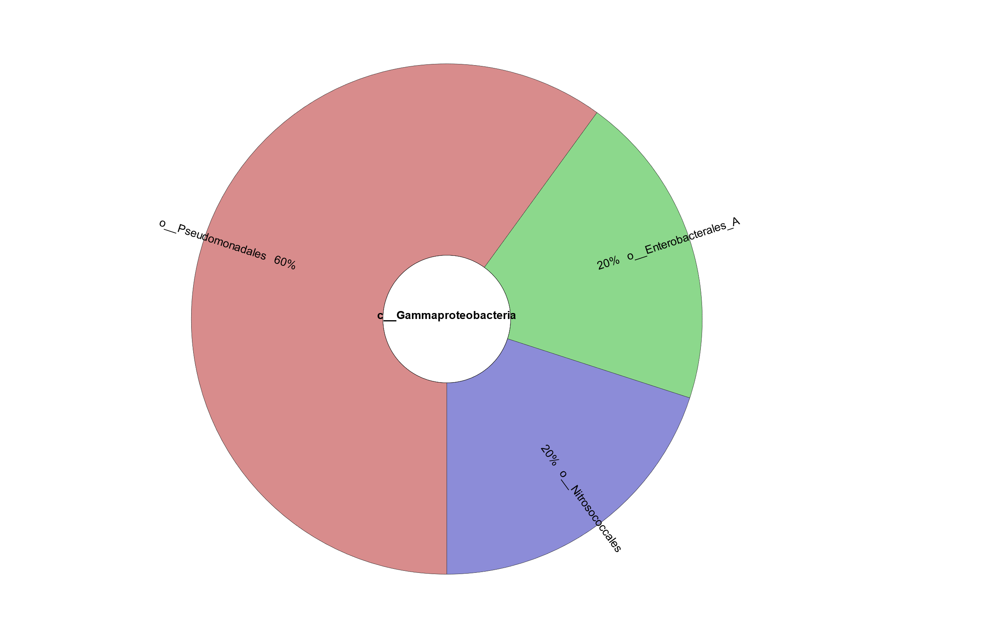 o__Pseudomonadales 60%
20% o__Enterobacterales_A
c__Gammaproteobacteria
20% o__Nitrosococcales